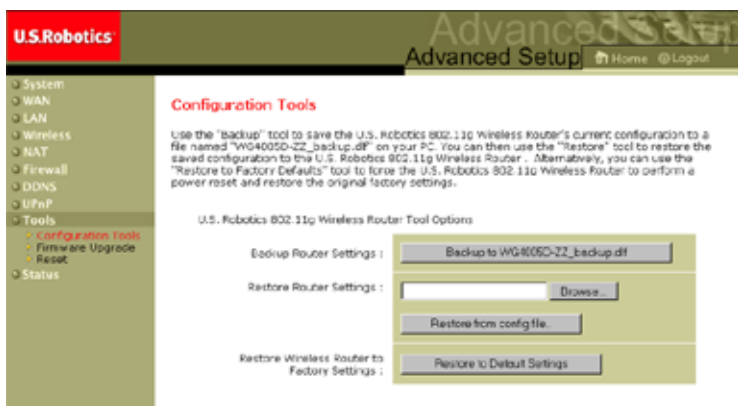 U.S.Robotics
Advanced Setup
Advanced Setup
Home
Logout
System
WAN
LAN
Wireless
NAT
Firewall
DDNS
UPnP
Tools
Configuration Tools
Firmware Upgrade
Reset
Status
Configuration Tools
Use the "Backup" tool to save the U.S. Robotics 802.11g Wireless Router's current configuration to a
file named "WG4005D-ZZ_backup.dlf" on your PC. You can then use the "Restore" tool to restore the
saved configuration to the U.S. Robotics 802.11g Wireless Router . Alternatively, you can use the
"Restore to Factory Defaults" tool to force the U.S. Robotics 802.11g Wireless Router to perform a
power reset and restore the original factory settings.
U.S. Robotics 802.11g Wireless Router Tool Options
Backup Router Settings :
Backup to WG4005D-ZZ_backup.dlf
Restore Router Settings :
Browse...
Restore from config file..
Restore Wireless Router to
Factory Settings :
Restore to Default Settings